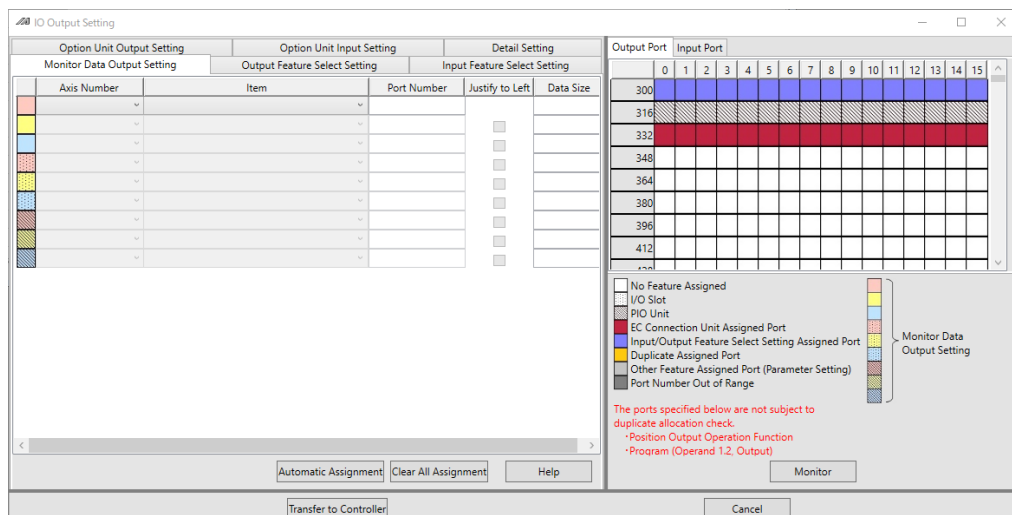 IO Output Setting
Option Unit Output Setting Option Unit Input Setting Detail Setting
Monitor Data Output Setting Output Feature Select Setting Input Feature Select Setting
Axis Number Item Port Number Justify to Left Data Size
Automatic Assignment Clear All Assignment Help
Output Port Input Port
0 1 2 3 4 5 6 7 8 9 10 11 12 13 14 15
300
316
332
348
364
380
396
412
No Feature Assigned
I/O Slot
PIO Unit
EC Connection Unit Assigned Port
Input/Output Feature Select Setting Assigned Port
Duplicate Assigned Port
Other Feature Assigned Port (Parameter Setting)
Port Number Out of Range
Monitor Data
Output Setting
The ports specified below are not subject to
duplicate allocation check.
・Position Output Operation Function
・Program (Operand 1.2, Output)
Monitor
Transfer to Controller Cancel